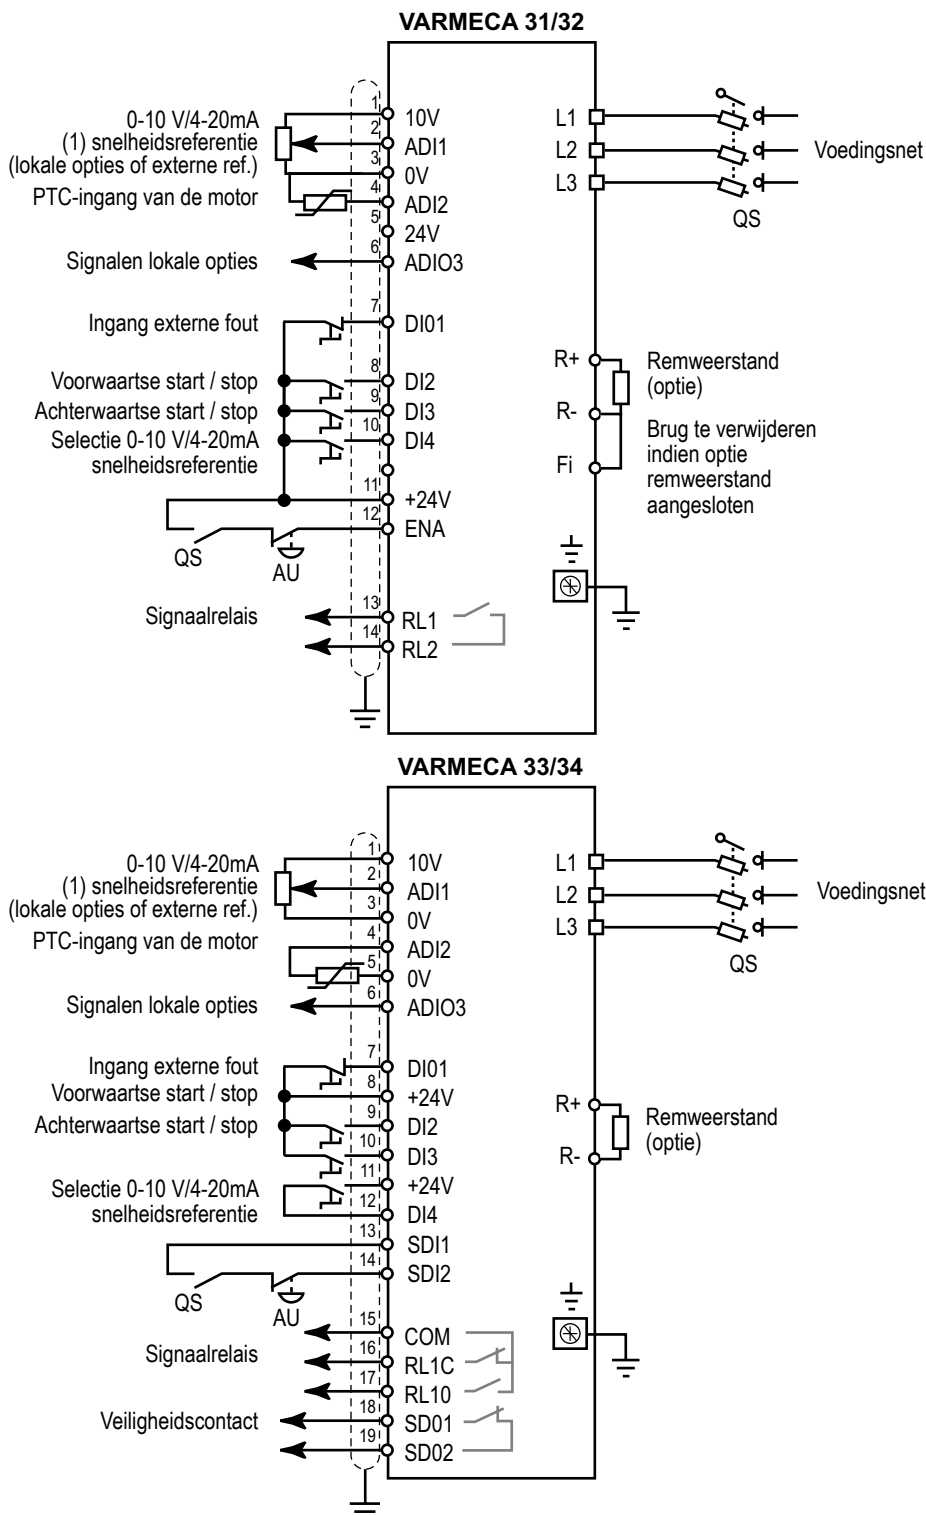 VARMECA 31/32
0-10 V/4-20mA
(1) snelheidsreferentie
(lokale opties of externe ref.)
PTC-ingang van de motor
Signalen lokale opties
Ingang externe fout
Voorwaartse start / stop
Achterwaartse start / stop
Selectie 0-10 V/4-20mA
snelheidsreferentie
QS
AU
Signaalrelais
1 10V
2 ADI1
3 0V
4 ADI2
5 24V
6 ADIO3
7 DI01
8 DI2
9 DI3
10 DI4
11 +24V
12 ENA
13 RL1
14 RL2
L1
L2
L3
QS
Voedingsnet
R+
R-
Fi
Remweerstand
(optie)
Brug te verwijderen
indien optie
remweerstand
aangesloten
VARMECA 33/34
0-10 V/4-20mA
(1) snelheidsreferentie
(lokale opties of externe ref.)
PTC-ingang van de motor
Signalen lokale opties
Ingang externe fout
Voorwaartse start / stop
Achterwaartse start / stop
Selectie 0-10 V/4-20mA
snelheidsreferentie
QS
AU
Signaalrelais
Veiligheidscontact
1 10V
2 ADI1
3 0V
4 ADI2
5 0V
6 ADIO3
7 DI01
8 +24V
9 DI2
10 DI3
11 +24V
12 DI4
13 SDI1
14 SDI2
15 COM
16 RL1C
17 RL10
18 SD01
19 SD02
L1
L2
L3
QS
Voedingsnet
R+
R-
Remweerstand
(optie)